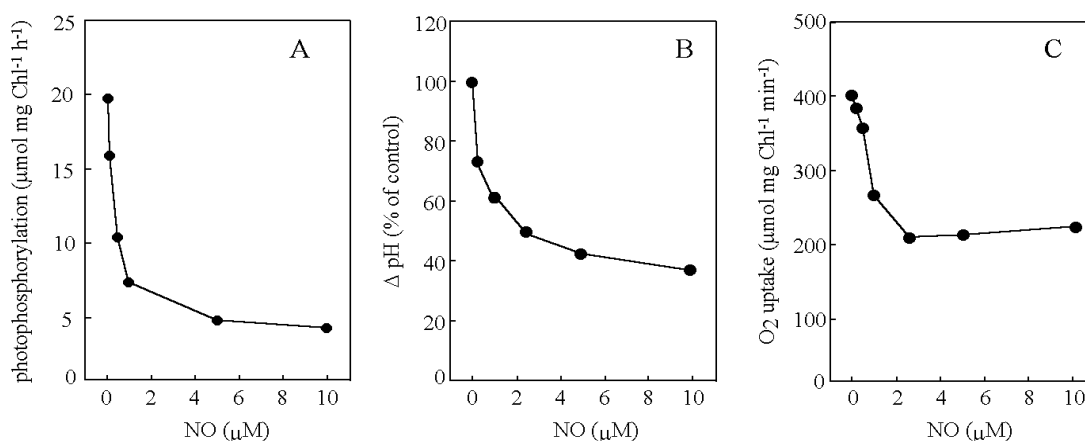 A
photophosphorylation (μmol mg Chl⁻¹ h⁻¹)
25
20
15
10
5
0
0 2 4 6 8 10
NO (μM)
B
Δ pH (% of control)
120
100
80
60
40
20
0
0 2 4 6 8 10
NO (μM)
C
O₂ uptake (μmol mg Chl⁻¹ min⁻¹)
500
400
300
200
100
0
0 2 4 6 8 10
NO (μM)